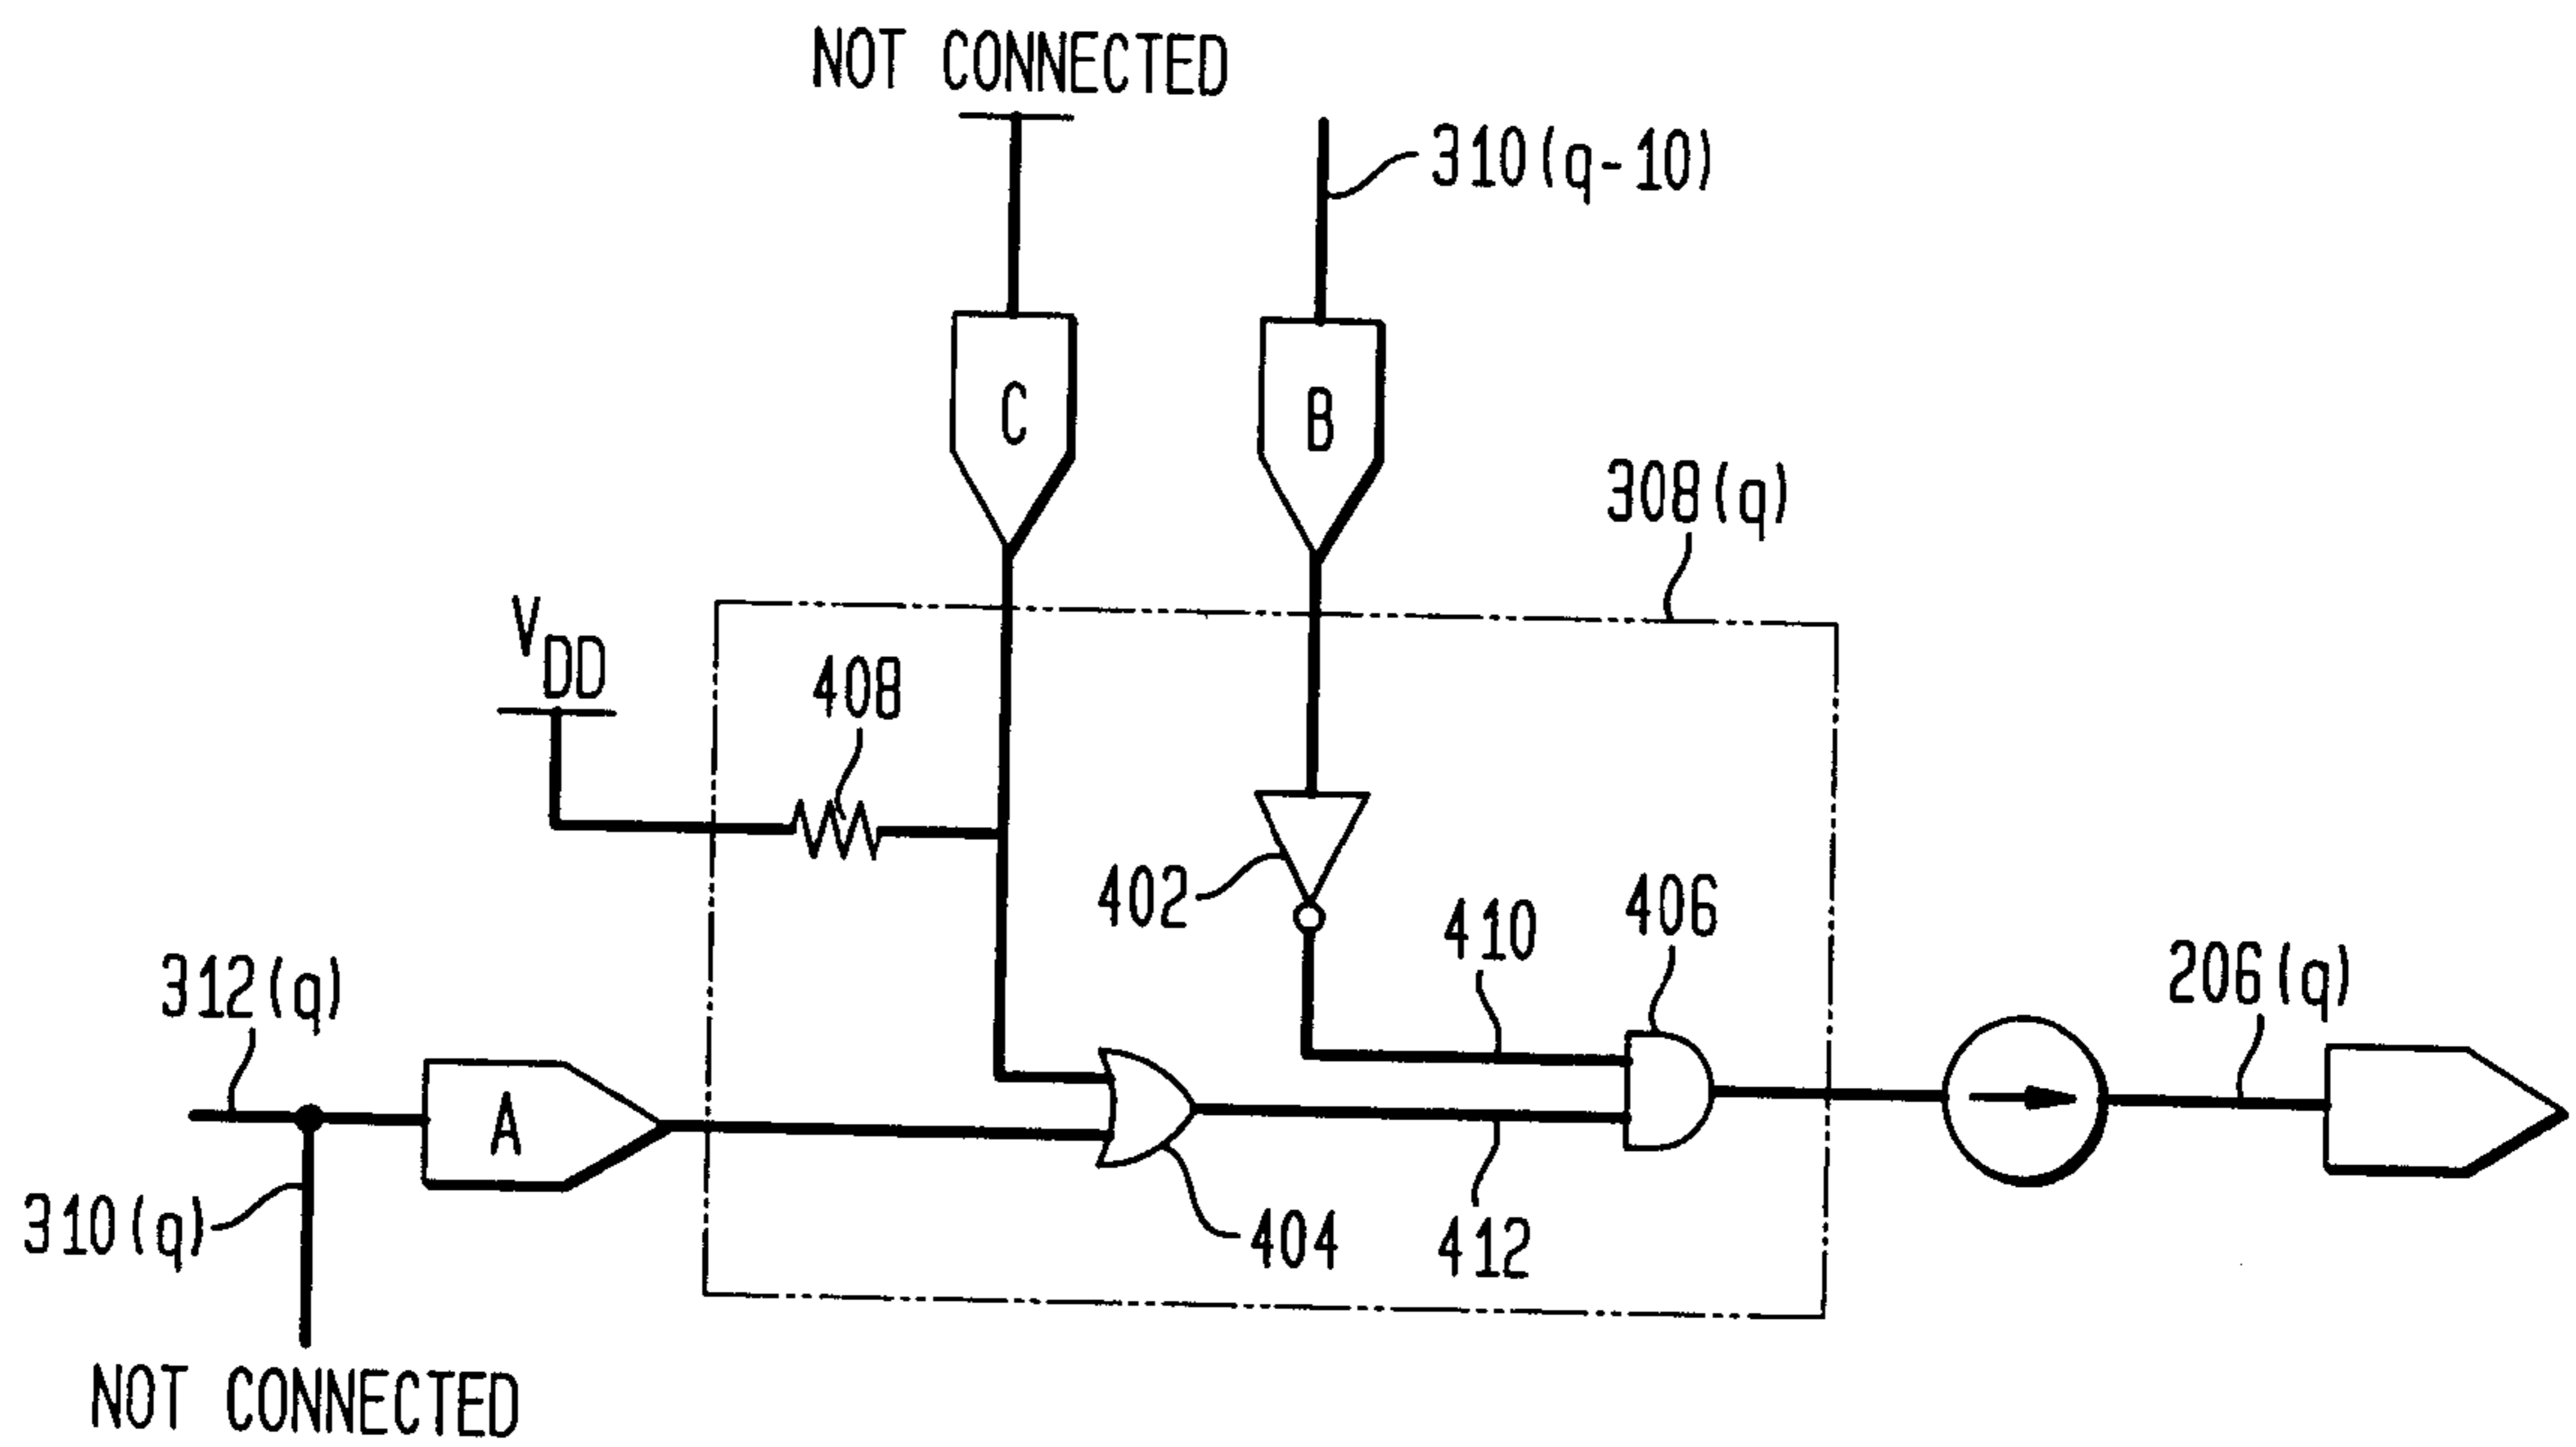 NOT CONNECTED
310(q-10)
C
B
308(q)
VDD
408
402
410
406
312(q)
206(q)
A
310(q)
404
412
NOT CONNECTED